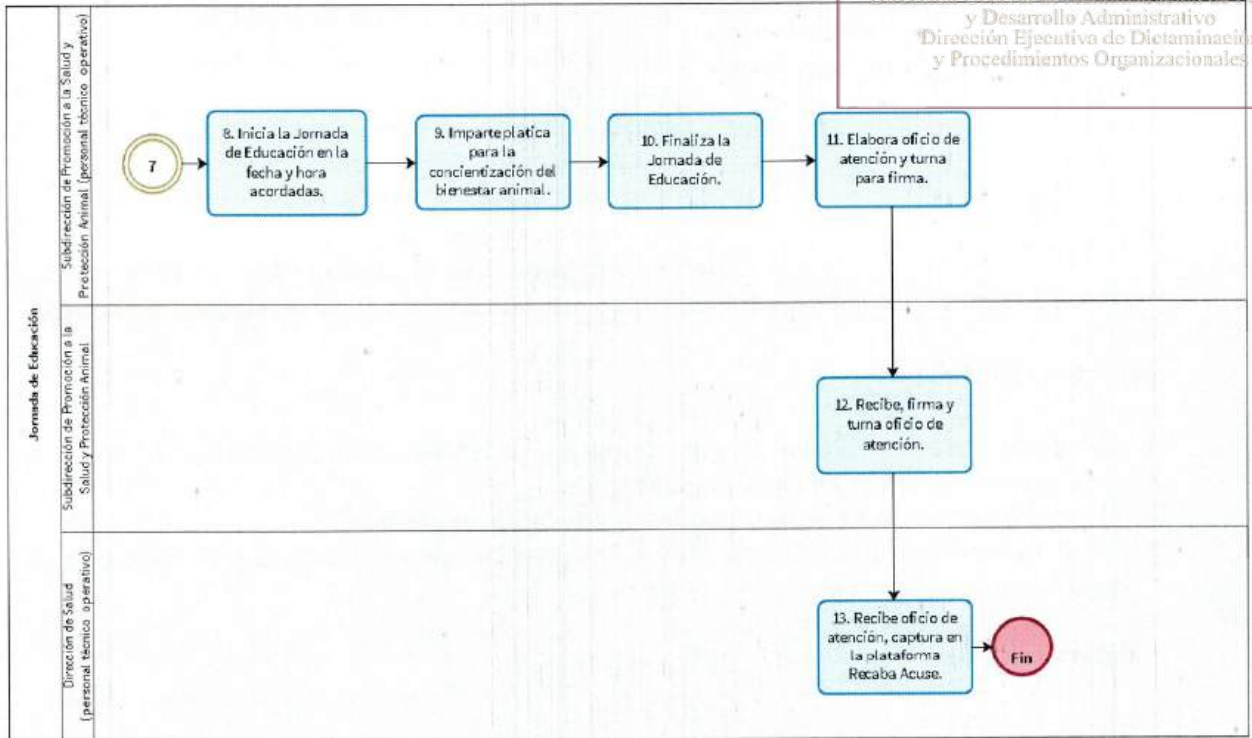 y Desarrollo Administrativo
Dirección Ejecutiva de Dictaminación
y Procedimientos Organizacionales
Jornada de Educación
Subdirección de Promoción a la Salud y
Protección Animal (personal técnico operativo)
7
8. Inicia la Jornada
de Educación en la
fecha y hora
acordadas.
9. Imparte platica
para la
concientización del
bienestar animal.
10. Finaliza la
Jornada de
Educación.
11. Elabora oficio de
atención y turna
para firma.
Subdirección de Promoción a la
Salud y Protección Animal
12. Recibe, firma y
turna oficio de
atención.
Dirección de Salud
(personal técnico operativo)
13. Recibe oficio de
atención, captura en
la plataforma
Recaba Acuse.
Fin